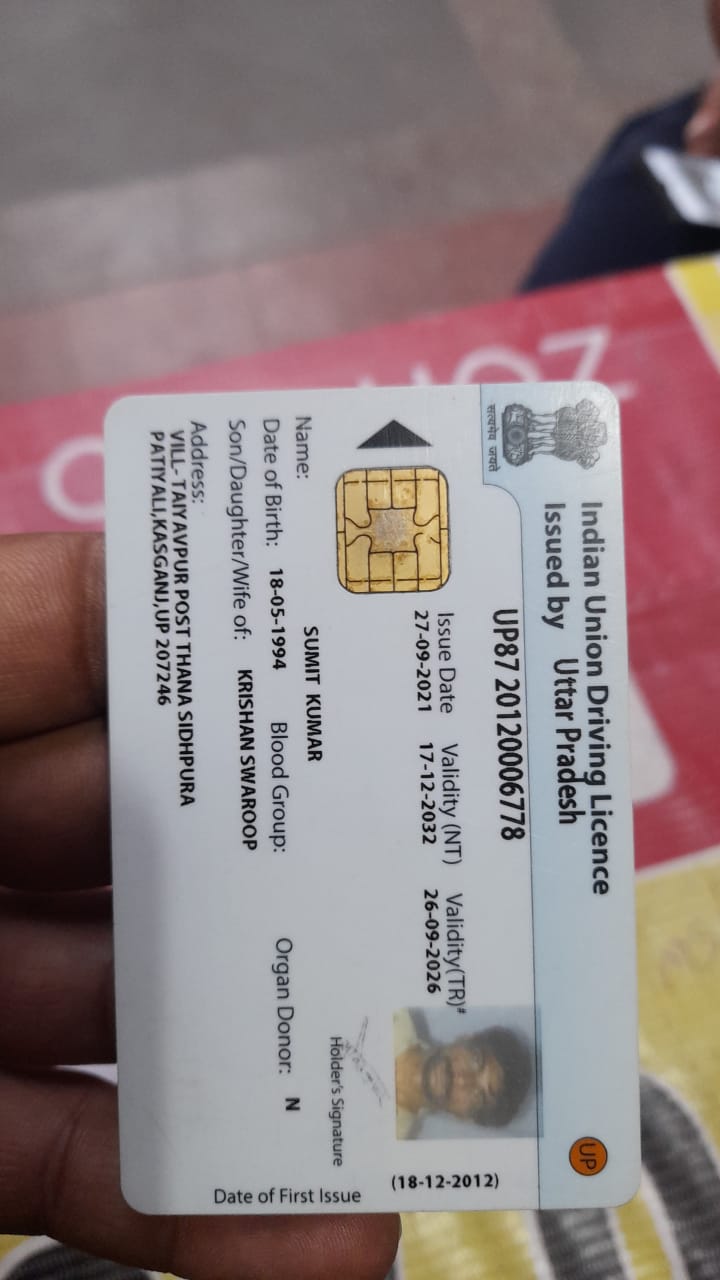 Indian Union Driving Licence
Issued by Uttar Pradesh
सत्यमेव जयते
UP
UP87 20120006778
Issue Date Validity (NT) Validity(TR)#
27-09-2021 17-12-2032 26-09-2026
(18-12-2012)
Date of First Issue
Holder's Signature
Name: SUMIT KUMAR
Date of Birth: 18-05-1994 Blood Group: Organ Donor: N
Son/Daughter/Wife of: KRISHAN SWAROOP
Address:
VILL- TAIYAVPUR POST THANA SIDHPURA
PATIYALI,KASGANJ,UP 207246